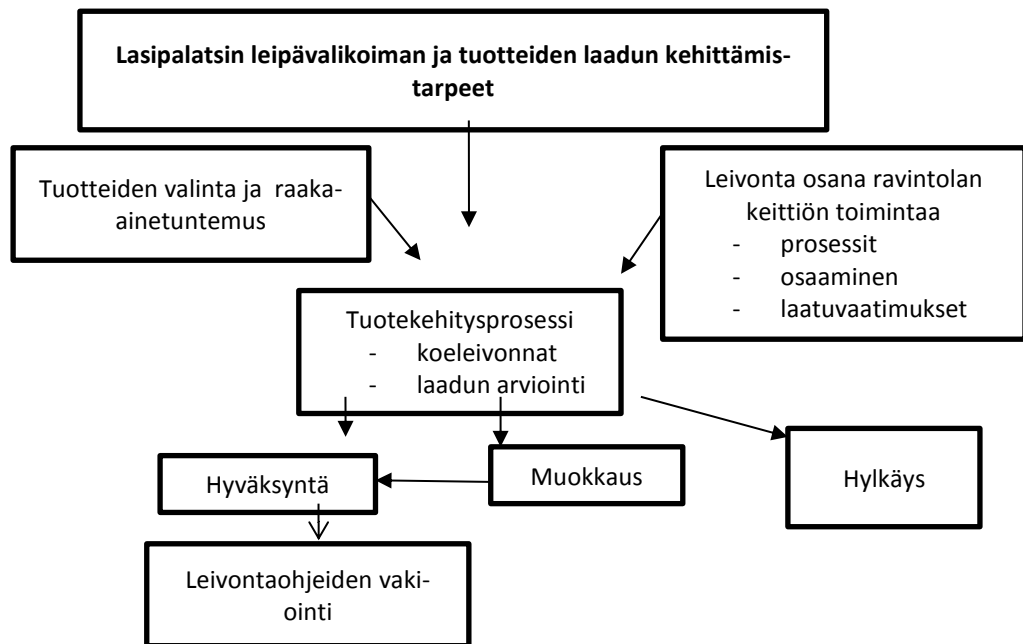 Lasipalatsin leipävalikoiman ja tuotteiden laadun kehittämis-
tarpeet
Tuotteiden valinta ja raaka-
ainetuntemus
Leivonta osana ravintolan
keittiön toimintaa
- prosessit
- osaaminen
- laatuvaatimukset
Tuotekehitysprosessi
- koeleivonnat
- laadun arviointi
Hyväksyntä
Muokkaus
Hylkäys
Leivontaohjeiden vaki-
ointi